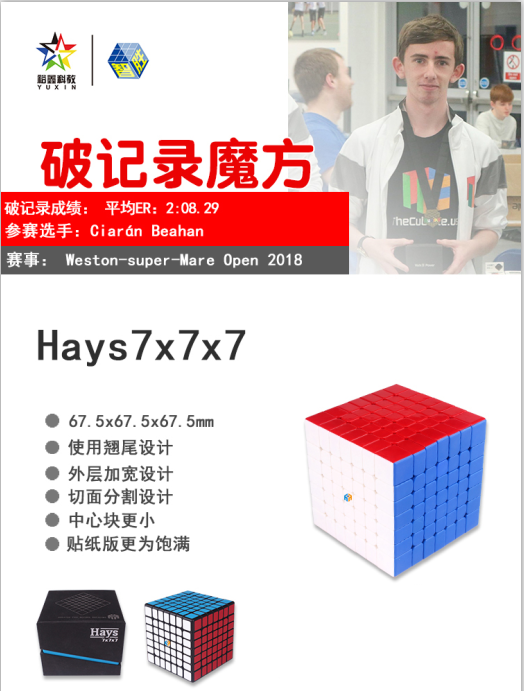 裕鑫科教
YUXIN
TheCubicle.us
破记录魔方
破记录成绩： 平均ER：2:08.29
参赛选手：Ciarán Beahan
赛事： Weston-super-Mare Open 2018
Hays7x7x7
67.5x67.5x67.5mm
使用翘尾设计
外层加宽设计
切面分割设计
中心块更小
贴纸版更为饱满
Hays
7x7x7